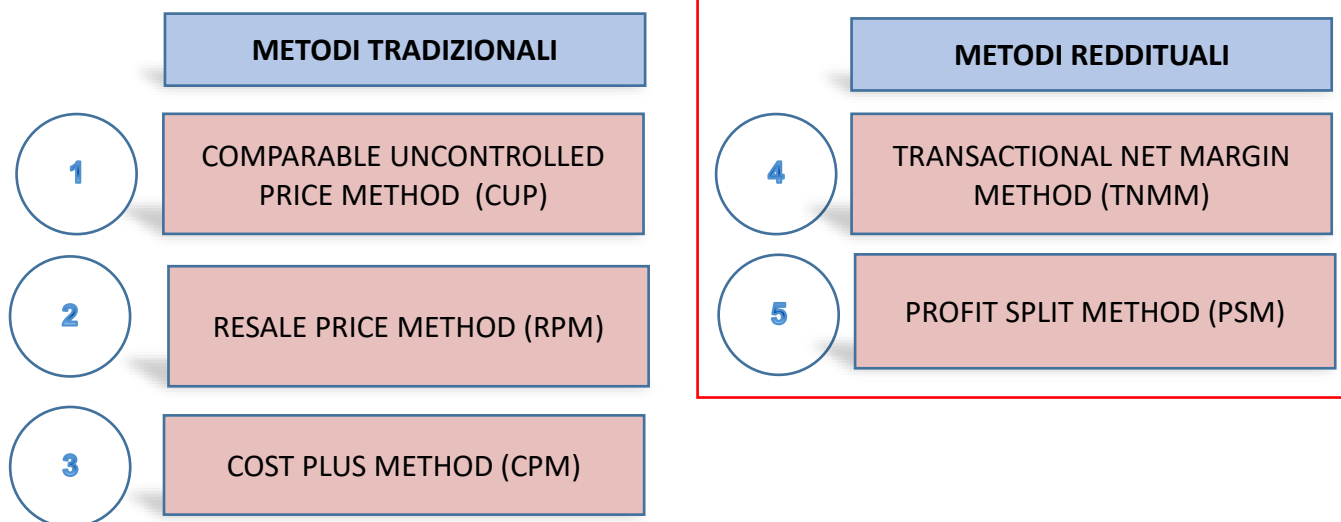 METODI TRADIZIONALI
1
COMPARABLE UNCONTROLLED
PRICE METHOD (CUP)
2
RESALE PRICE METHOD (RPM)
3
COST PLUS METHOD (CPM)
METODI REDDITUALI
4
TRANSACTIONAL NET MARGIN
METHOD (TNMM)
5
PROFIT SPLIT METHOD (PSM)